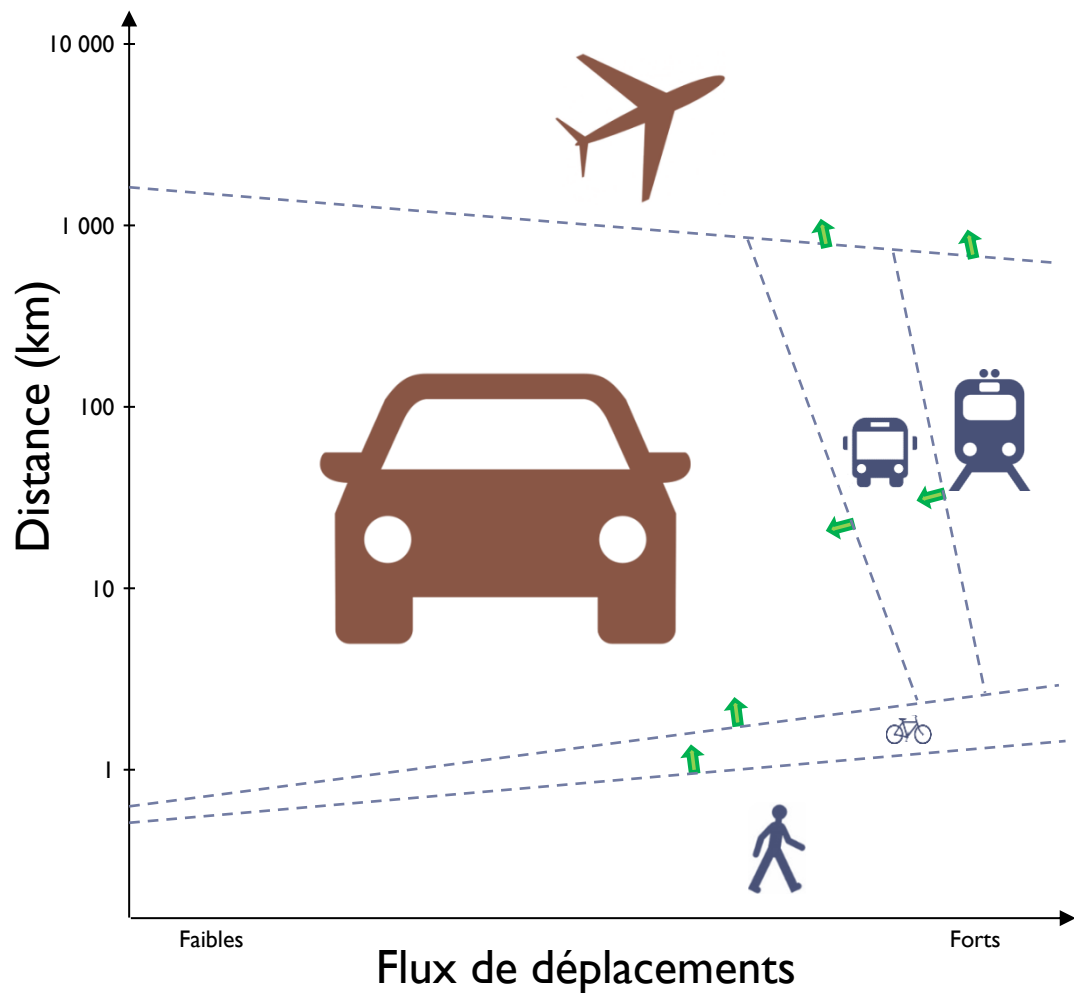 10 000
1 000
100
10
1
Distance (km)
Faibles
Forts
Flux de déplacements